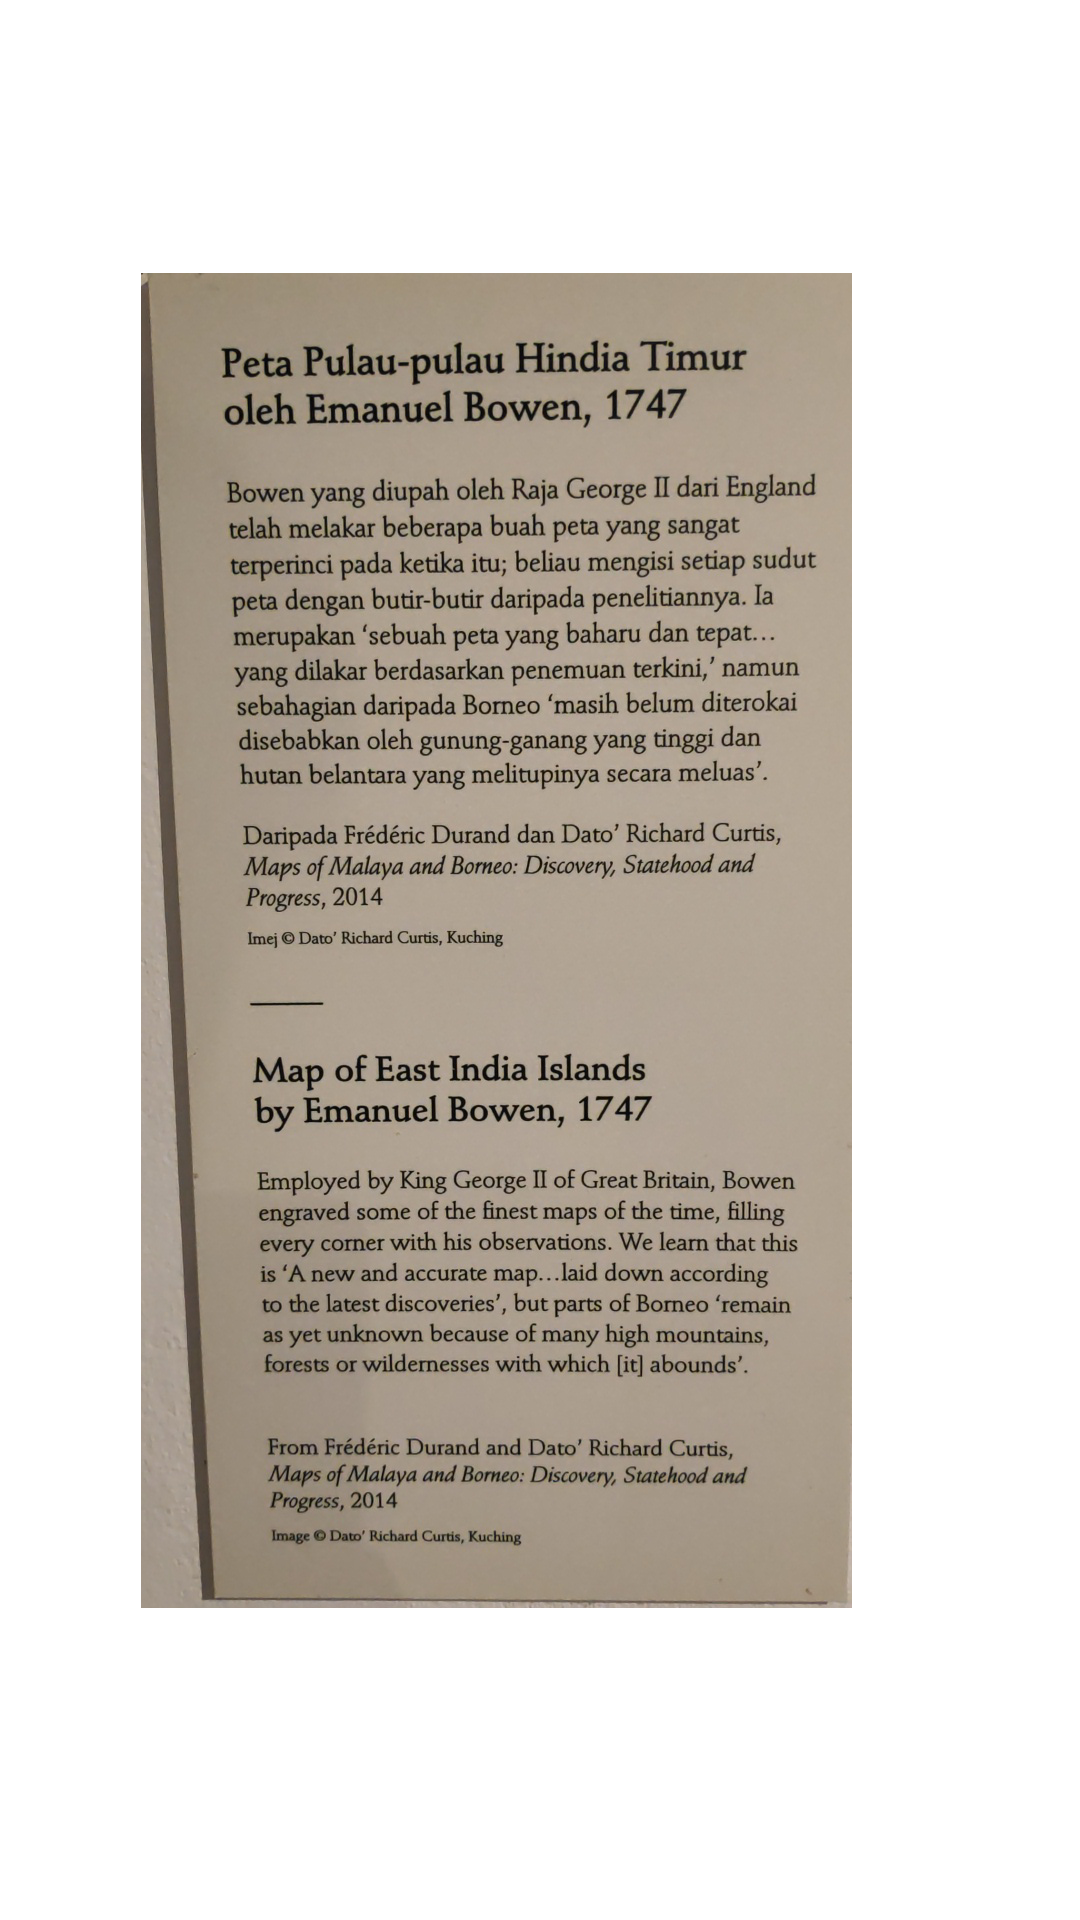 Peta Pulau-pulau Hindia Timur
oleh Emanuel Bowen, 1747
Bowen yang diupah oleh Raja George II dari England
telah melakar beberapa buah peta yang sangat
terperinci pada ketika itu; beliau mengisi setiap sudut
peta dengan butir-butir daripada penelitiannya. Ia
merupakan ‘sebuah peta yang baharu dan tepat...
yang dilakar berdasarkan penemuan terkini,’ namun
sebahagian daripada Borneo ‘masih belum diterokai
disebabkan oleh gunung-ganang yang tinggi dan
hutan belantara yang melitupinya secara meluas’.
Daripada Frédéric Durand dan Dato’ Richard Curtis,
Maps of Malaya and Borneo: Discovery, Statehood and
Progress, 2014
Imej © Dato’ Richard Curtis, Kuching
Map of East India Islands
by Emanuel Bowen, 1747
Employed by King George II of Great Britain, Bowen
engraved some of the finest maps of the time, filling
every corner with his observations. We learn that this
is ‘A new and accurate map...laid down according
to the latest discoveries’, but parts of Borneo ‘remain
as yet unknown because of many high mountains,
forests or wildernesses with which [it] abounds’.
From Frédéric Durand and Dato’ Richard Curtis,
Maps of Malaya and Borneo: Discovery, Statehood and
Progress, 2014
Image © Dato’ Richard Curtis, Kuching